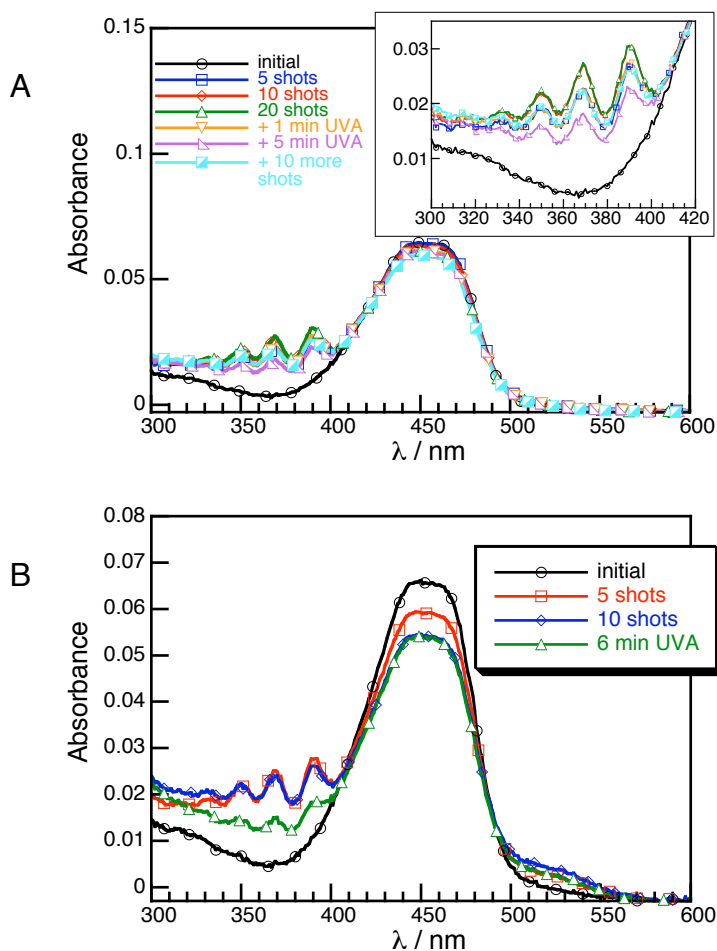 A
0.15
0.1
0.05
0
Absorbance
initial
5 shots
10 shots
20 shots
+ 1 min UVA
+ 5 min UVA
+ 10 more
shots
0.03
0.02
0.01
300 320 340 360 380 400 420
300 350 400 450 500 550 600
λ / nm
B
0.08
0.07
0.06
0.05
0.04
0.03
0.02
0.01
0
Absorbance
initial
5 shots
10 shots
6 min UVA
300 350 400 450 500 550 600
λ / nm